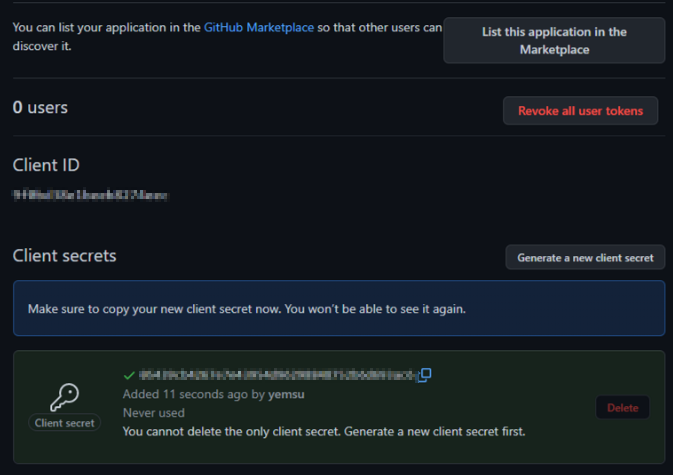 You can list your application in the GitHub Marketplace so that other users can
discover it.
List this application in the
Marketplace
0 users
Revoke all user tokens
Client ID
Client secrets
Generate a new client secret
Make sure to copy your new client secret now. You won't be able to see it again.
Added 11 seconds ago by yemsu
Never used
Client secret
You cannot delete the only client secret. Generate a new client secret first.
Delete